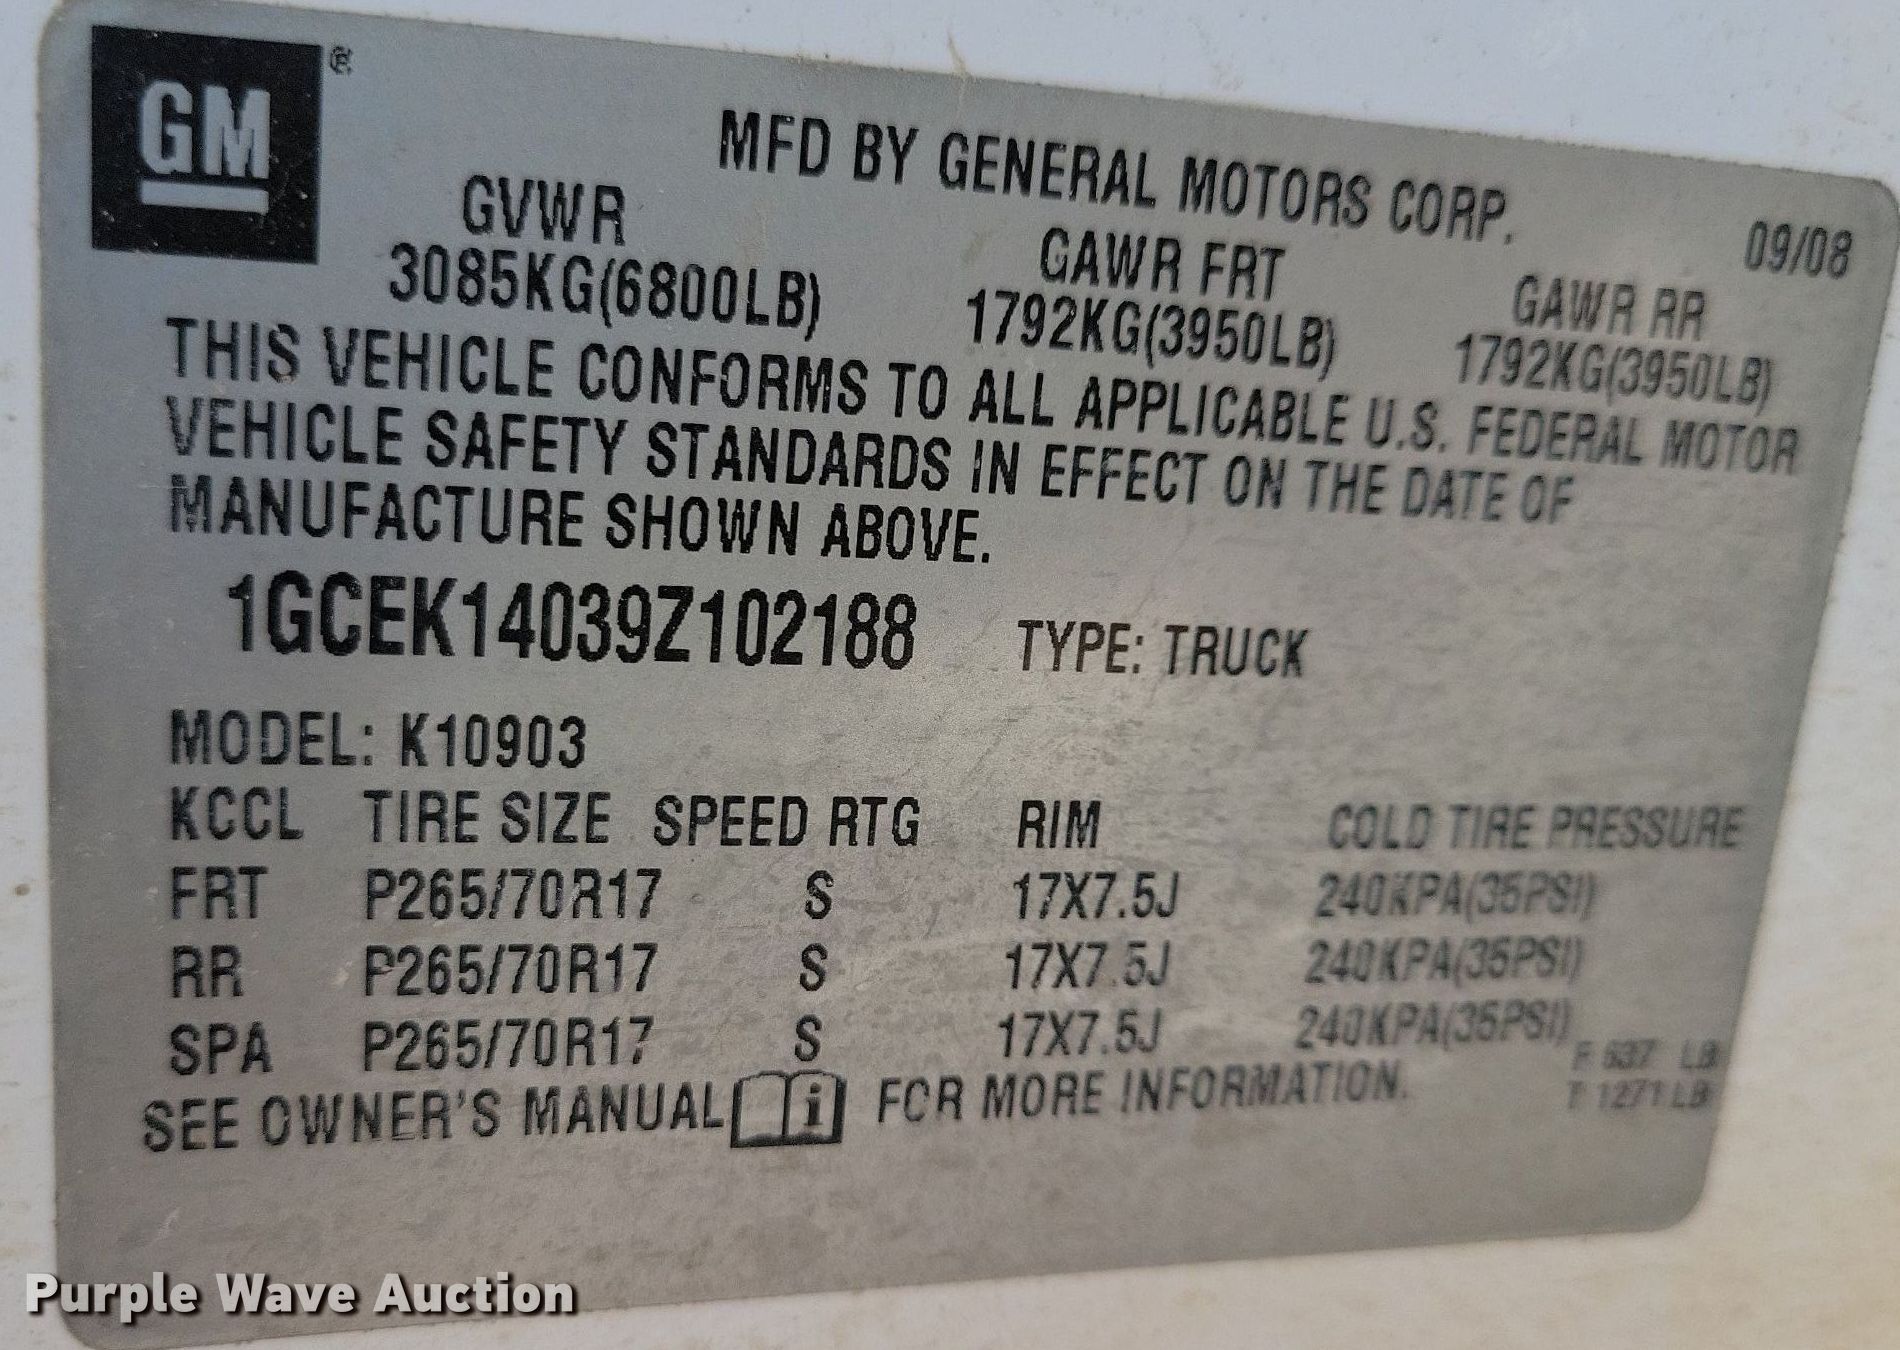 GM ®
MFD BY GENERAL MOTORS CORP.
09/08
GVWR GAWR FRT GAWR RR
3085KG(6800LB) 1792KG(3950LB) 1792KG(3950LB)
THIS VEHICLE CONFORMS TO ALL APPLICABLE U.S. FEDERAL MOTOR
VEHICLE SAFETY STANDARDS IN EFFECT ON THE DATE OF
MANUFACTURE SHOWN ABOVE.
1GCEK14039Z102188 TYPE: TRUCK
MODEL: K10903
KCCL TIRE SIZE SPEED RTG RIM COLD TIRE PRESSURE
FRT P265/70R17 S 17X7.5J 240KPA(35PSI)
RR P265/70R17 S 17X7.5J 240KPA(35PSI)
SPA P265/70R17 S 17X7.5J 240KPA(35PSI)
F 637 LB
T 1271 LB
SEE OWNER'S MANUAL i FOR MORE INFORMATION.
Purple Wave Auction